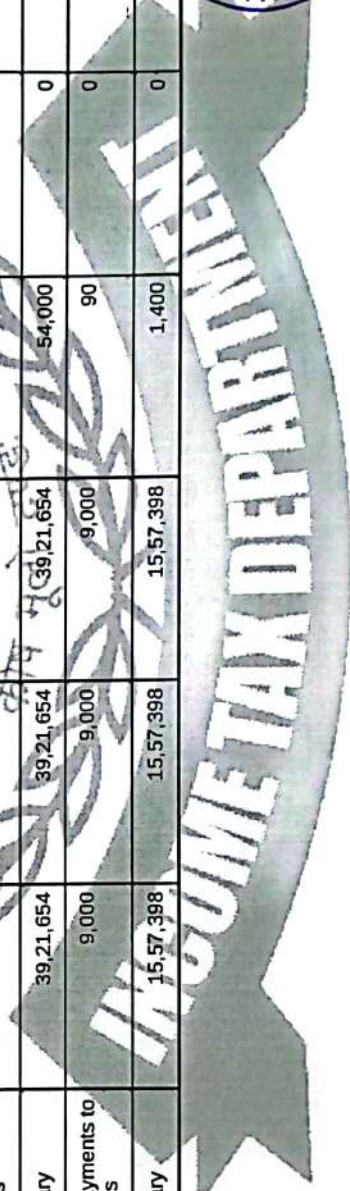 s
ry 39,21,654 39,21,654 39,21,654 54,000 0
yments to 9,000 9,000 9,000 90 0
s
ry 15,57,398 15,57,398 15,57,398 1,400 0
INCOME TAX DEPARTMENT